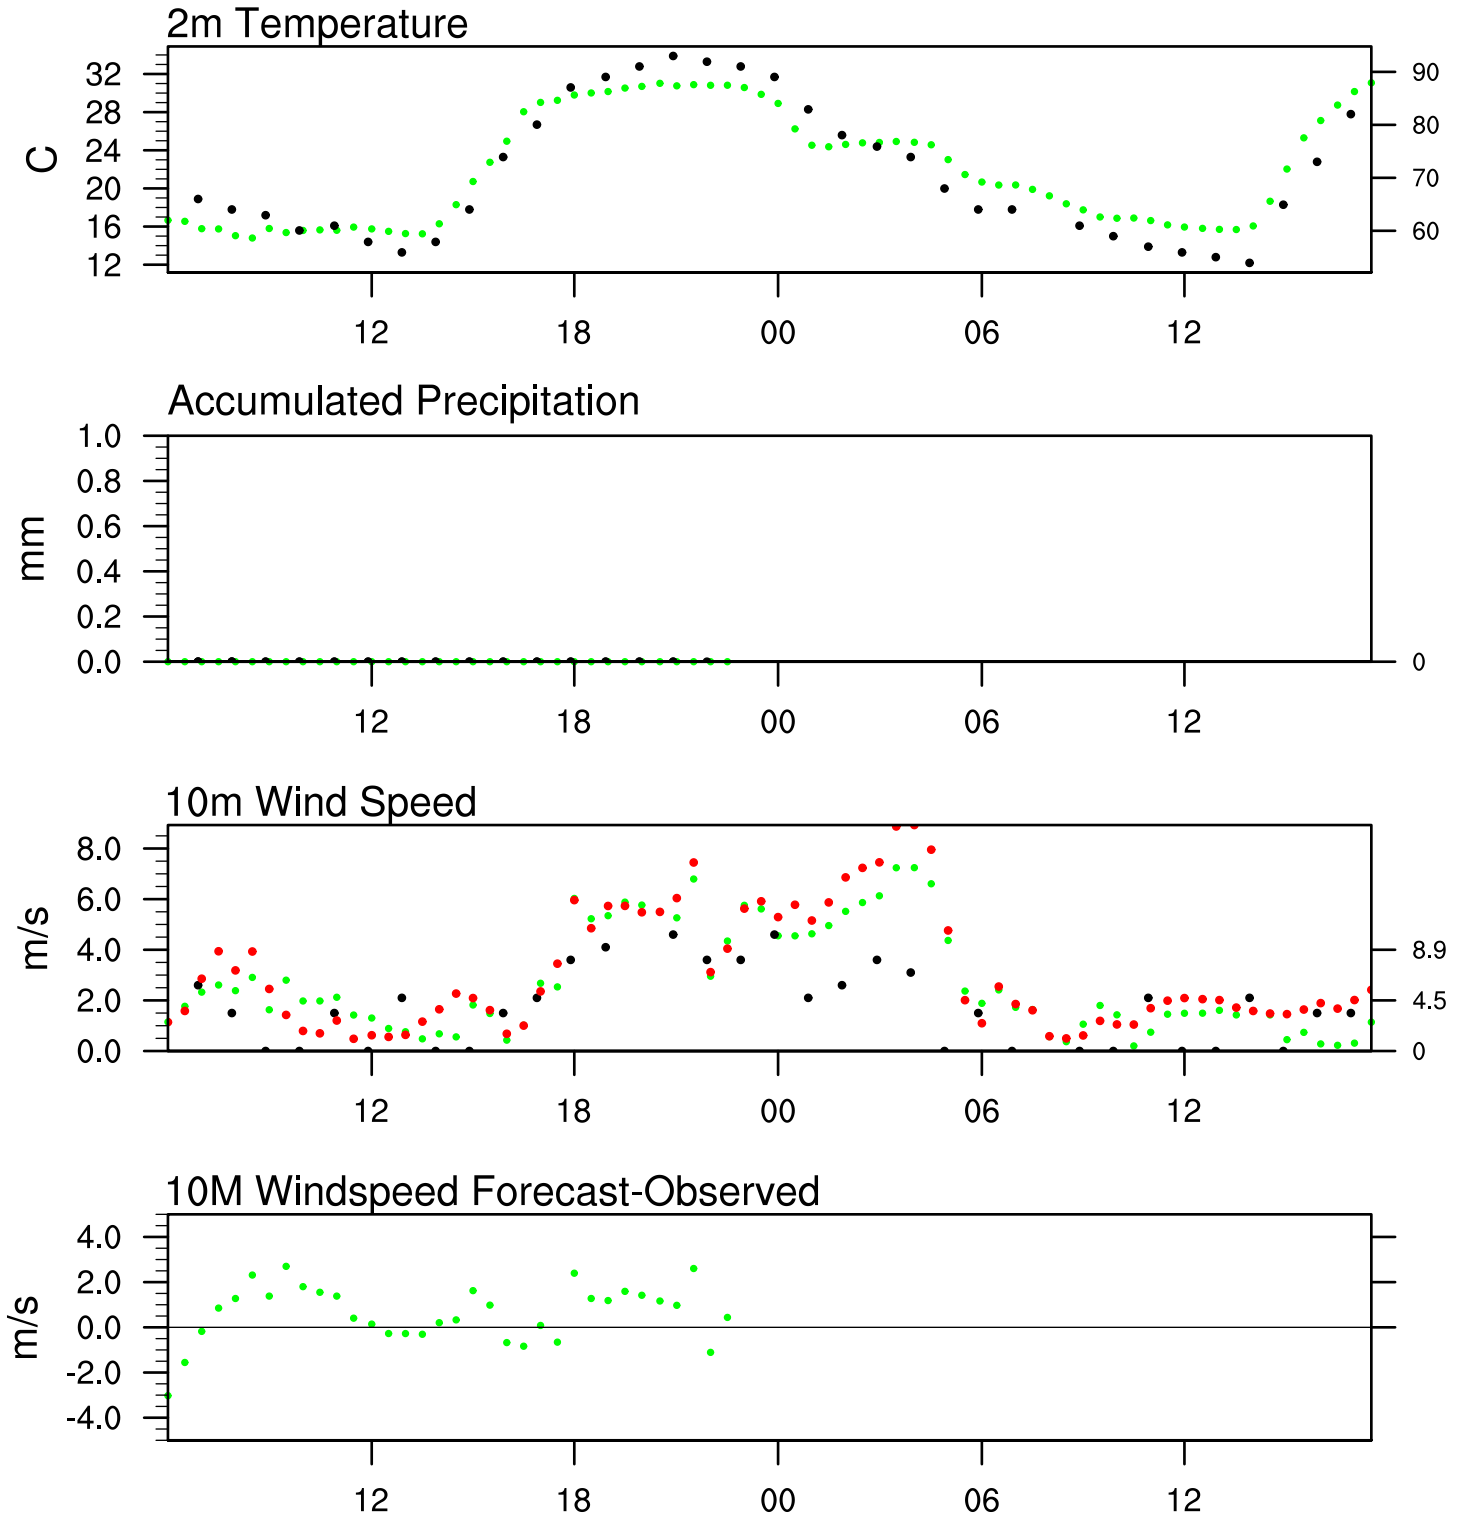 2m Temperature
32
28
24
20
16
12
C
90
80
70
60
12 18 00 06 12
Accumulated Precipitation
1.0
0.8
0.6
0.4
0.2
0.0
mm
0
12 18 00 06 12
10m Wind Speed
8.0
6.0
4.0
2.0
0.0
m/s
8.9
4.5
0
12 18 00 06 12
10M Windspeed Forecast-Observed
4.0
2.0
0.0
-2.0
-4.0
m/s
12 18 00 06 12